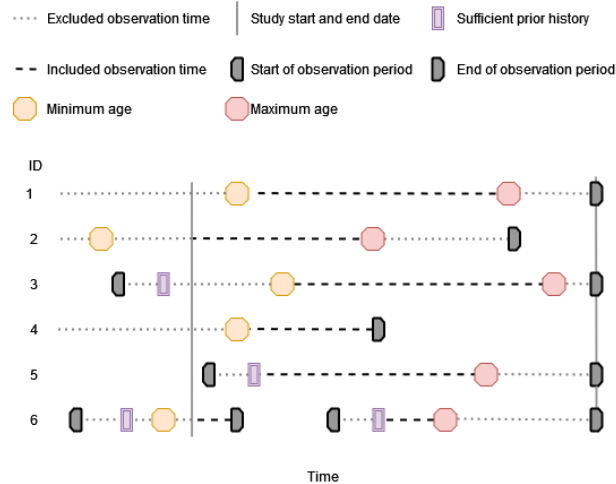 Excluded observation time
Study start and end date
Sufficient prior history
Included observation time
Start of observation period
End of observation period
Minimum age
Maximum age
ID
1
2
3
4
5
6
Time